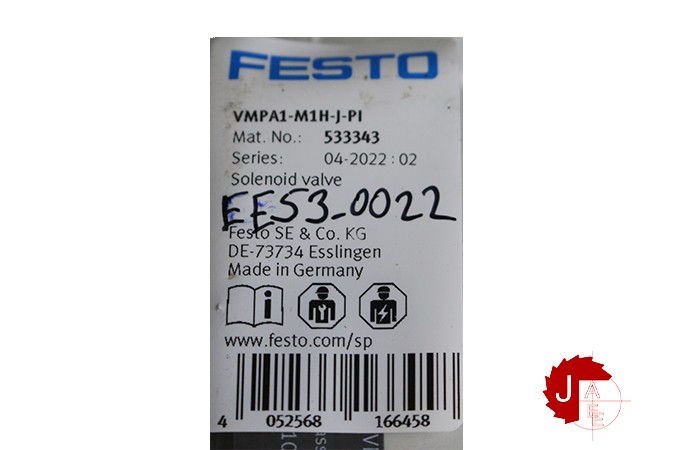 FESTO
VMPA1-M1H-J-PI
Mat. No.: 533343
Series: 04-2022 : 02
Solenoid valve
EE53-0022
Festo SE & Co. KG
DE-73734 Esslingen
Made in Germany
www.festo.com/sp
4 052568 166458
J
A
E
E